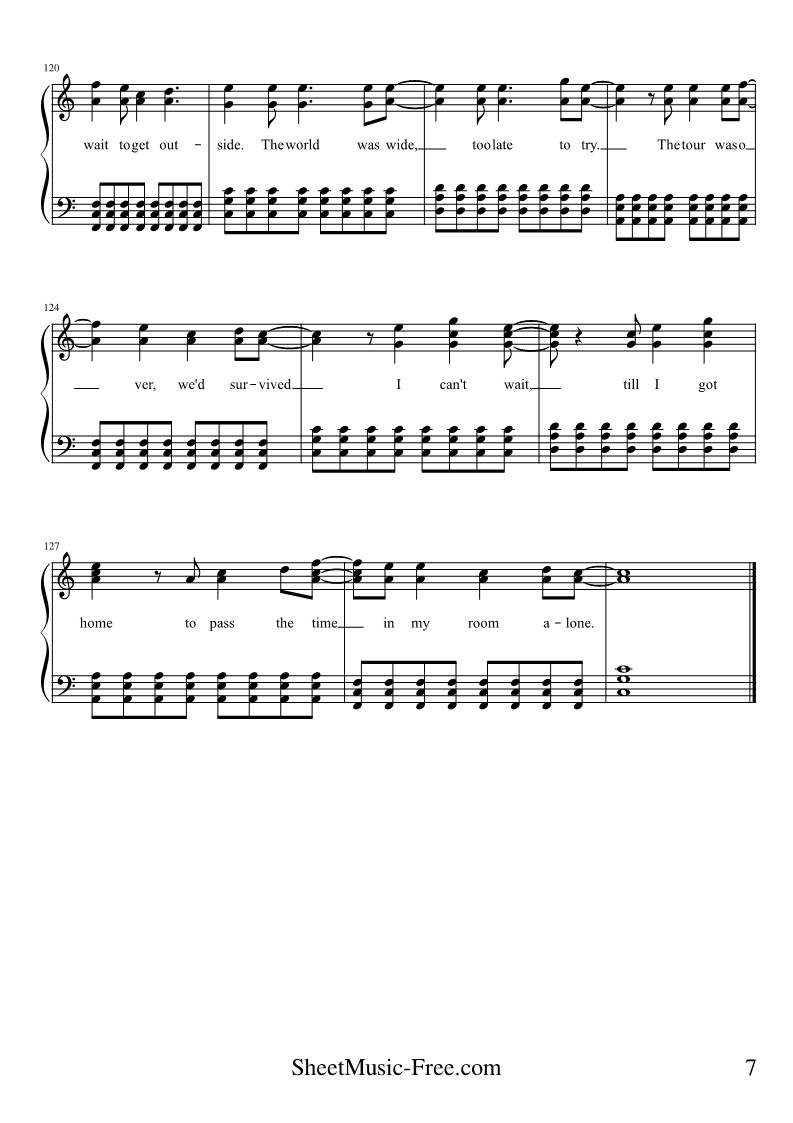 120
wait to get out - side. The world was wide, too late to try. The tour was o
124
ver, we'd sur - vived. I can't wait, till I got
127
home to pass the time in my room a - lone.
SheetMusic-Free.com 7